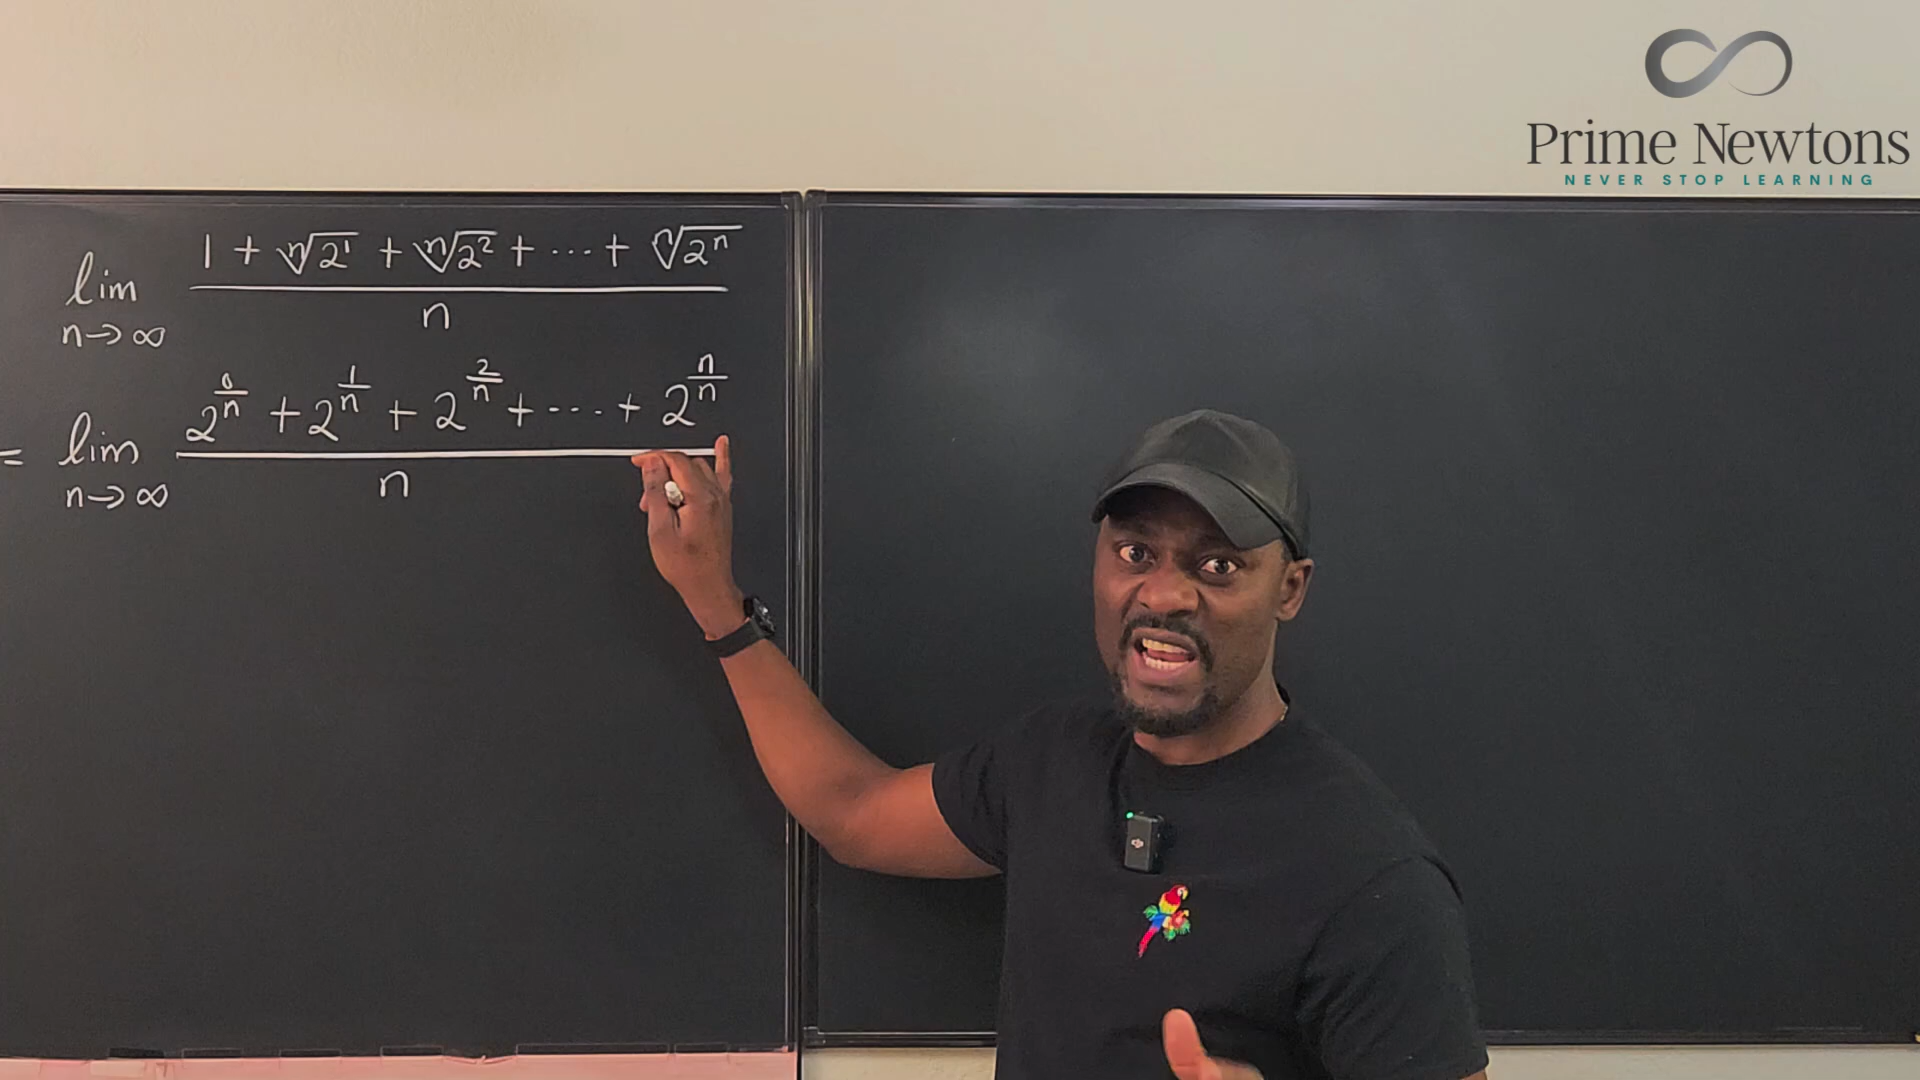 Prime Newtons
NEVER STOP LEARNING
lim n→∞ (1 + ⁿ√2¹ + ⁿ√2² + ··· + ⁿ√2ⁿ) / n
= lim n→∞ (2^(0/n) + 2^(1/n) + 2^(2/n) + ··· + 2^(n/n)) / n